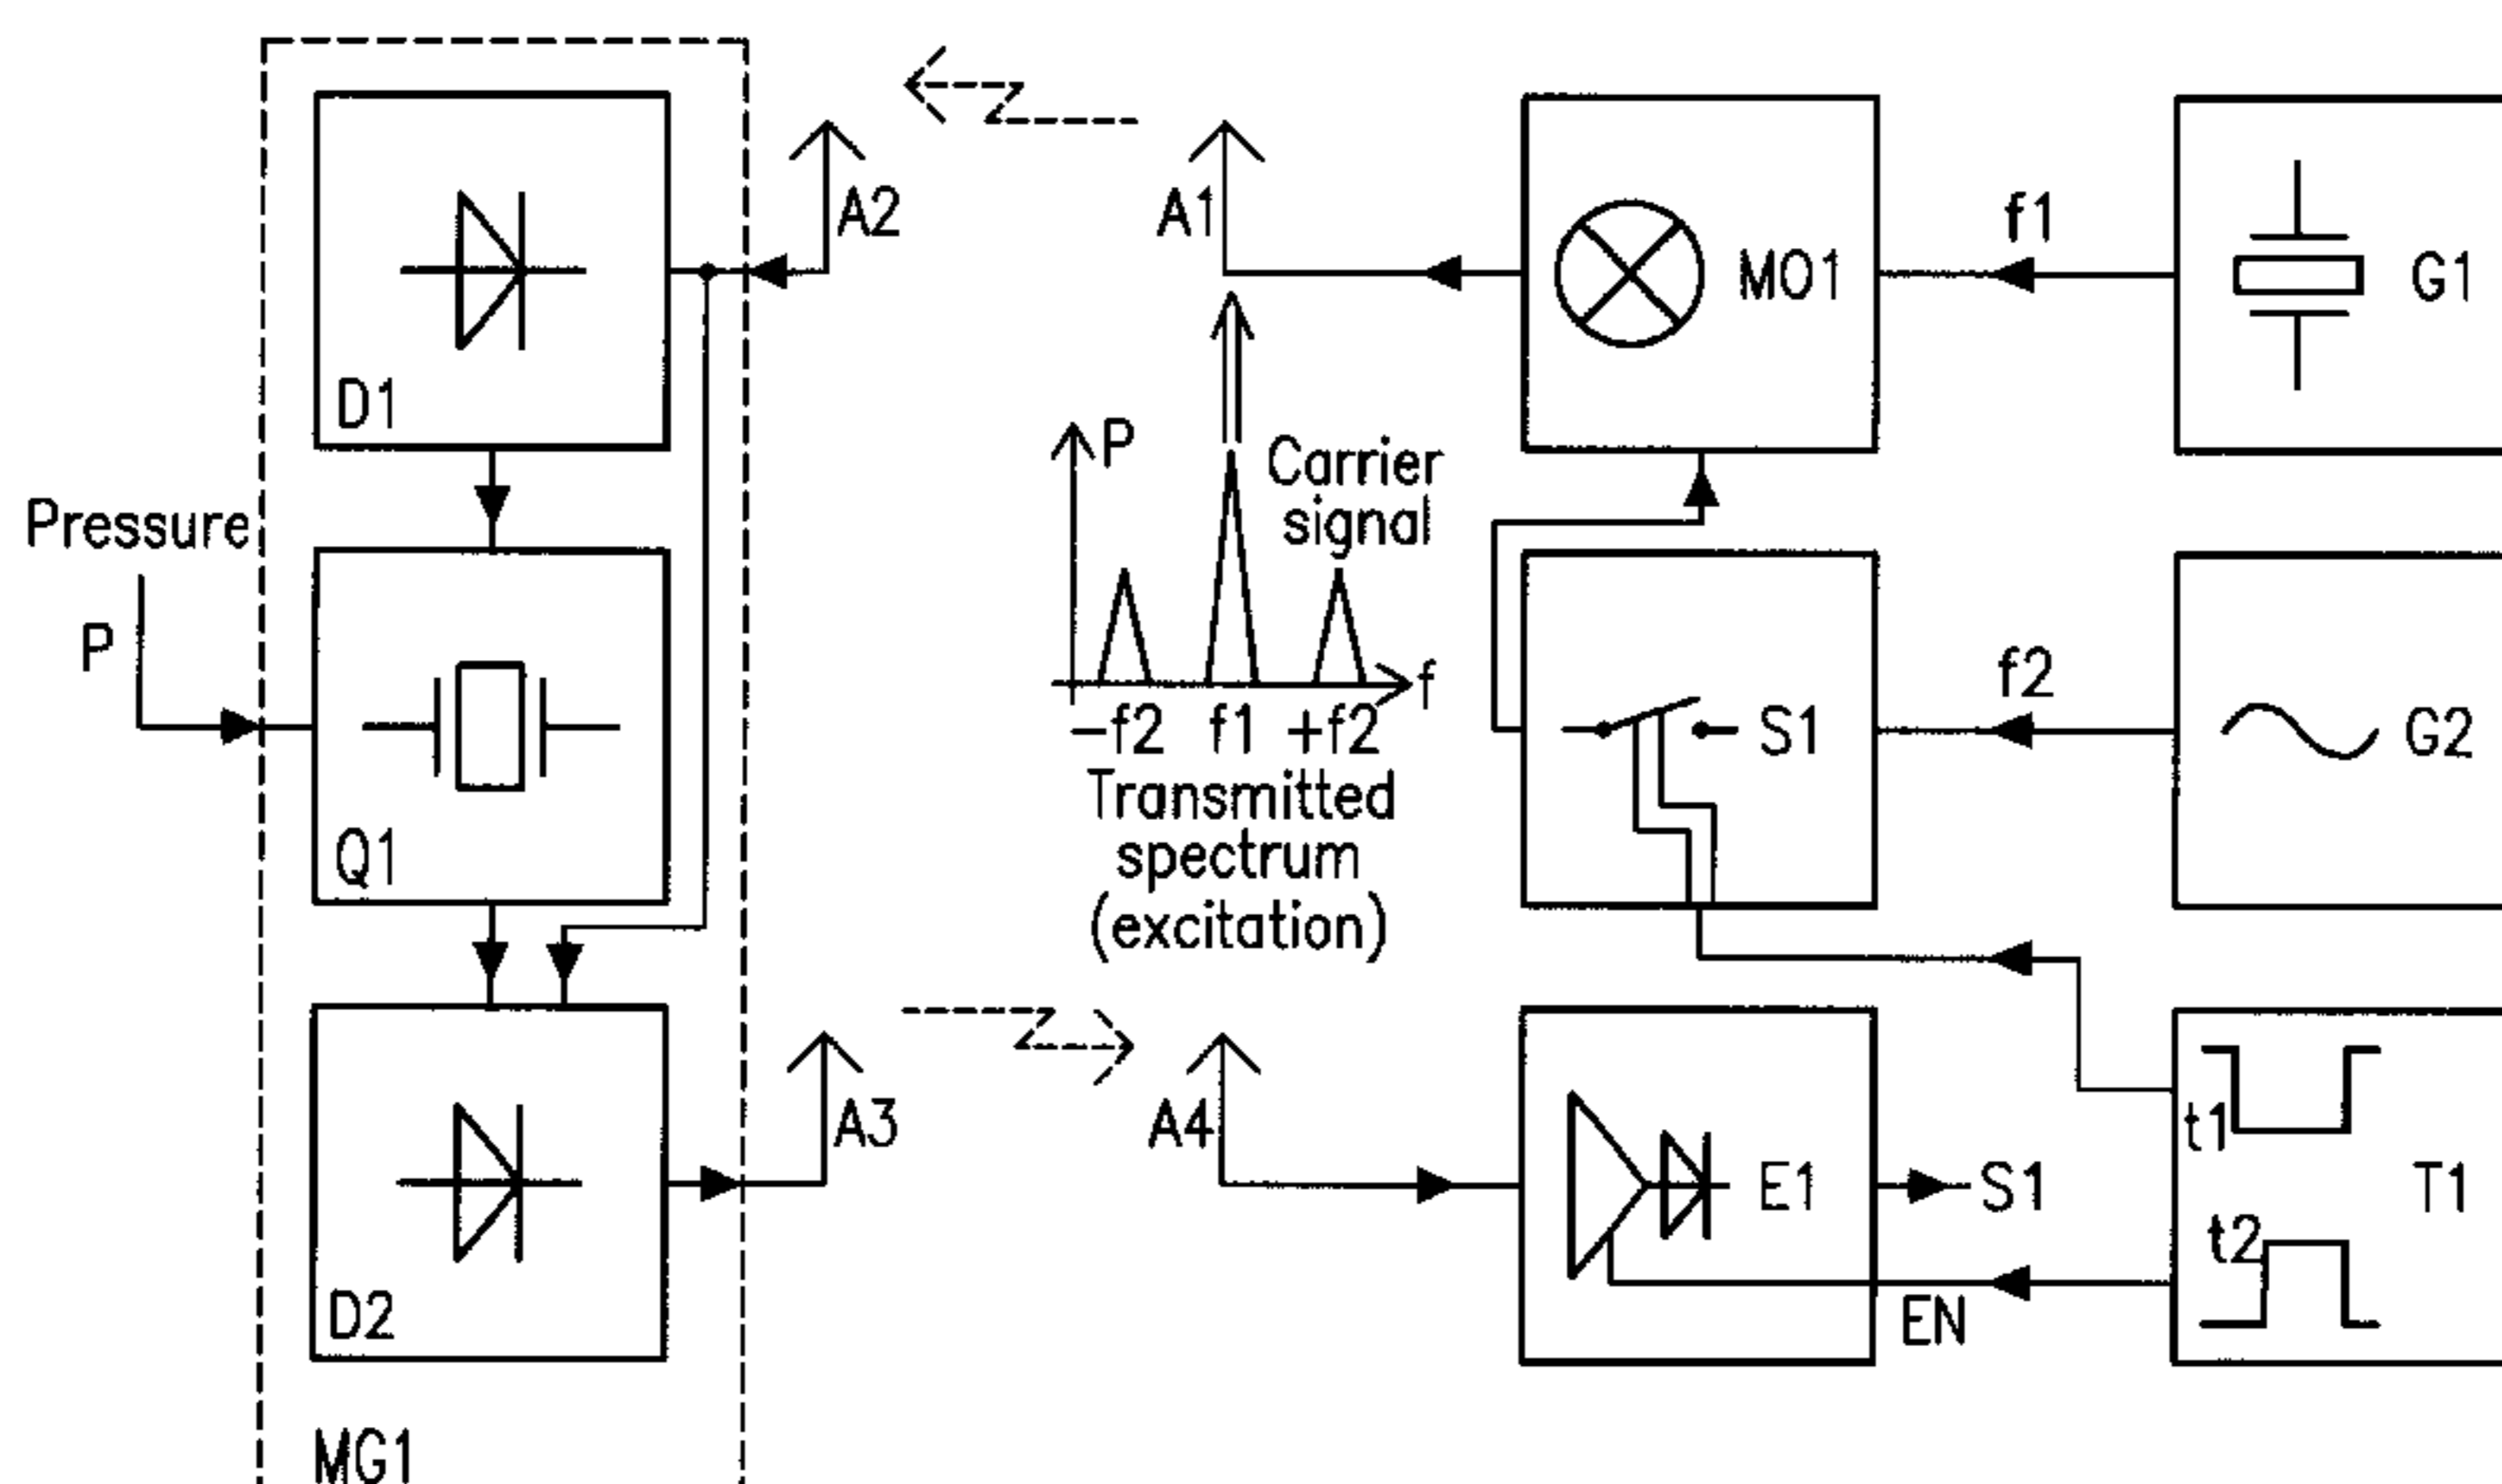 A2
A1
MO1
f1
G1
D1
Pressure
P
Q1
P
Carrier
signal
f
-f2 f1 +f2
Transmitted
spectrum
(excitation)
S1
f2
G2
A3
A4
E1
S1
EN
t1
t2
T1
D2
MG1